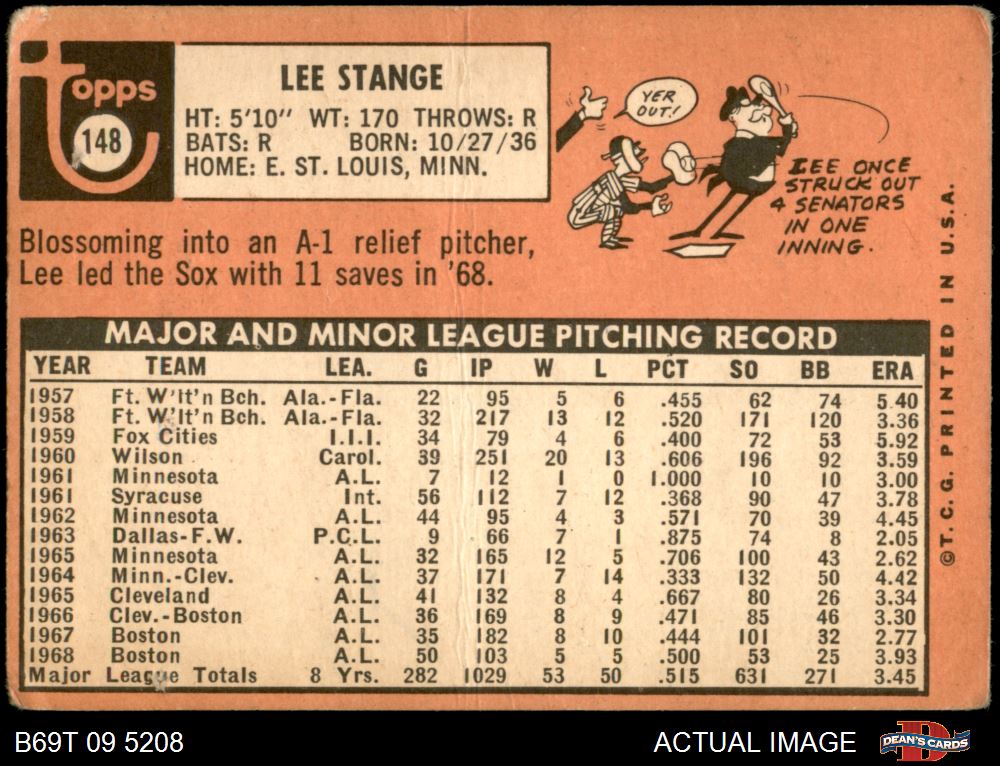 topps
148
LEE STANGE
HT: 5'10" WT: 170 THROWS: R
BATS: R BORN: 10/27/36
HOME: E. ST. LOUIS, MINN.
YER OUT!
LEE ONCE
STRUCK OUT
4 SENATORS
IN ONE
INNING.
Blossoming into an A-1 relief pitcher,
Lee led the Sox with 11 saves in '68.
MAJOR AND MINOR LEAGUE PITCHING RECORD
YEAR TEAM LEA. G IP W L PCT SO BB ERA
1957 Ft. W'lt'n Bch. Ala.-Fla. 22 95 5 6 .455 62 74 5.40
1958 Ft. W'lt'n Bch. Ala.-Fla. 32 217 13 12 .520 171 120 3.36
1959 Fox Cities I.I.I. 34 79 4 6 .400 72 53 5.92
1960 Wilson Carol. 39 251 20 13 .606 196 92 3.59
1961 Minnesota A.L. 7 12 1 0 1.000 10 10 3.00
1961 Syracuse Int. 56 112 7 12 .368 90 47 3.78
1962 Minnesota A.L. 44 95 4 3 .571 70 39 4.45
1963 Dallas-F.W. P.C.L. 9 66 7 1 .875 74 8 2.05
1965 Minnesota A.L. 32 165 12 5 .706 100 43 2.62
1964 Minn.-Clev. A.L. 37 171 7 14 .333 132 50 4.42
1965 Cleveland A.L. 41 132 8 4 .667 80 26 3.34
1966 Clev.-Boston A.L. 36 169 8 9 .471 85 46 3.30
1967 Boston A.L. 35 182 8 10 .444 101 32 2.77
1968 Boston A.L. 50 103 5 5 .500 53 25 3.93
Major League Totals 8 Yrs. 282 1029 53 50 .515 631 271 3.45
©T.C.G. PRINTED IN U.S.A.
B69T 09 5208
ACTUAL IMAGE
DEAN'S CARDS